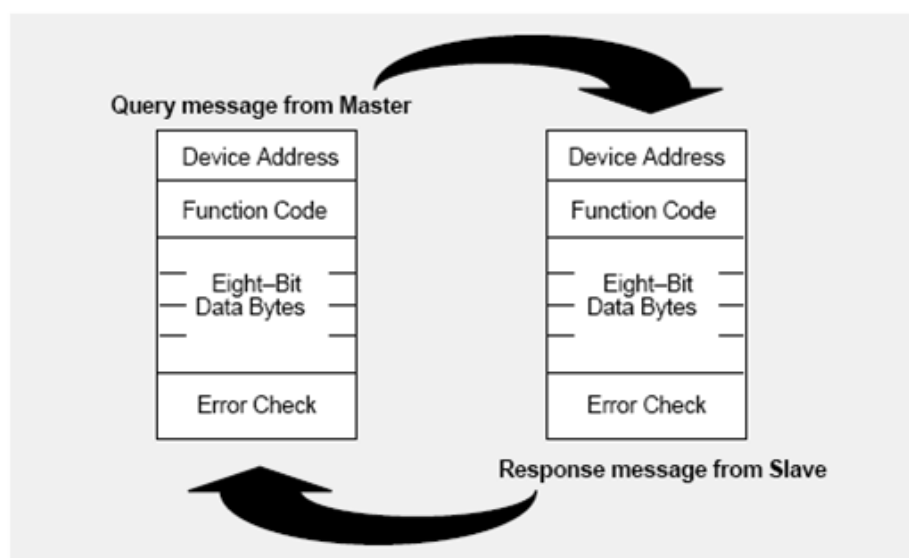 Query message from Master
Device Address
Function Code
Eight–Bit
Data Bytes
Error Check
Device Address
Function Code
Eight–Bit
Data Bytes
Error Check
Response message from Slave